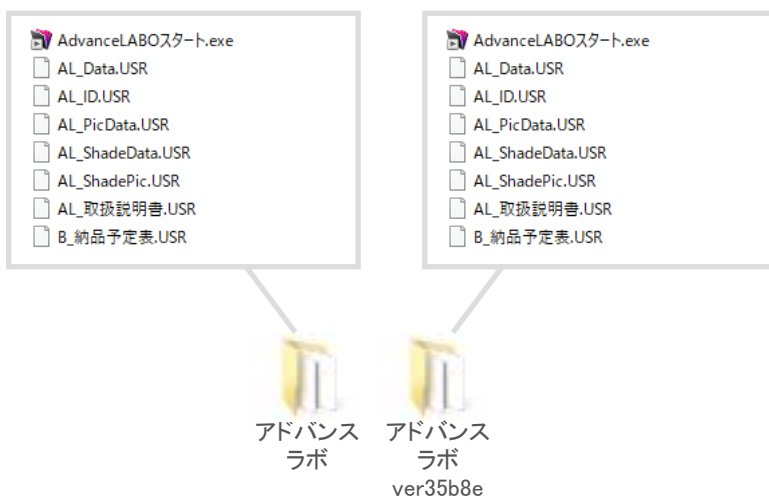 AdvanceLABOスタート.exe
AL_Data.USR
AL_ID.USR
AL_PicData.USR
AL_ShadeData.USR
AL_ShadePic.USR
AL_取扱説明書.USR
B_納品予定表.USR
AdvanceLABOスタート.exe
AL_Data.USR
AL_ID.USR
AL_PicData.USR
AL_ShadeData.USR
AL_ShadePic.USR
AL_取扱説明書.USR
B_納品予定表.USR
アドバンス
ラボ
アドバンス
ラボ
ver35b8e